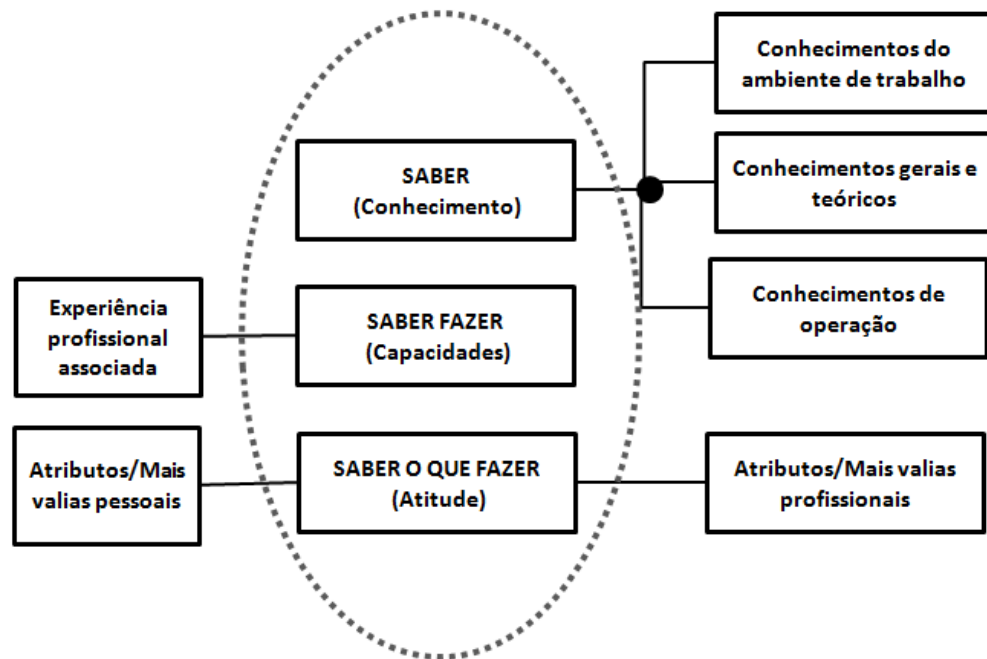 Conhecimentos do
ambiente de trabalho
SABER
(Conhecimento)
Conhecimentos gerais e
teóricos
Experiência
profissional
associada
SABER FAZER
(Capacidades)
Conhecimentos de
operação
Atributos/Mais
valias pessoais
SABER O QUE FAZER
(Atitude)
Atributos/Mais valias
profissionais